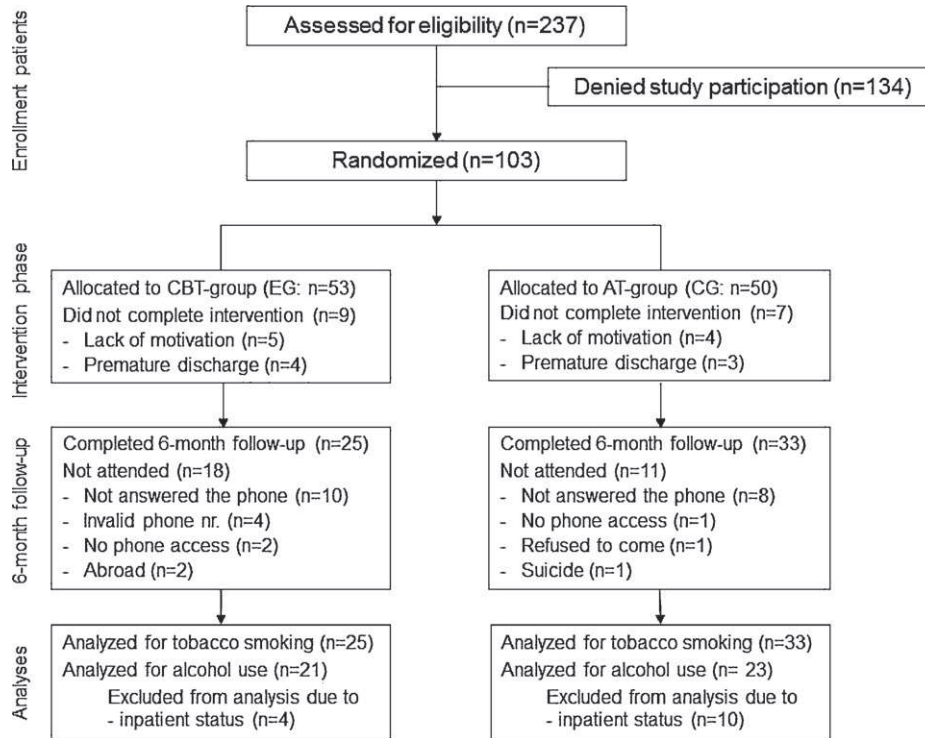 Enrollment patients
Assessed for eligibility (n=237)
Denied study participation (n=134)
Randomized (n=103)
Intervention phase
Allocated to CBT-group (EG: n=53)
Did not complete intervention (n=9)
- Lack of motivation (n=5)
- Premature discharge (n=4)
Allocated to AT-group (CG: n=50)
Did not complete intervention (n=7)
- Lack of motivation (n=4)
- Premature discharge (n=3)
6-month follow-up
Completed 6-month follow-up (n=25)
Not attended (n=18)
- Not answered the phone (n=10)
- Invalid phone nr. (n=4)
- No phone access (n=2)
- Abroad (n=2)
Completed 6-month follow-up (n=33)
Not attended (n=11)
- Not answered the phone (n=8)
- No phone access (n=1)
- Refused to come (n=1)
- Suicide (n=1)
Analyses
Analyzed for tobacco smoking (n=25)
Analyzed for alcohol use (n=21)
Excluded from analysis due to
- inpatient status (n=4)
Analyzed for tobacco smoking (n=33)
Analyzed for alcohol use (n= 23)
Excluded from analysis due to
- inpatient status (n=10)